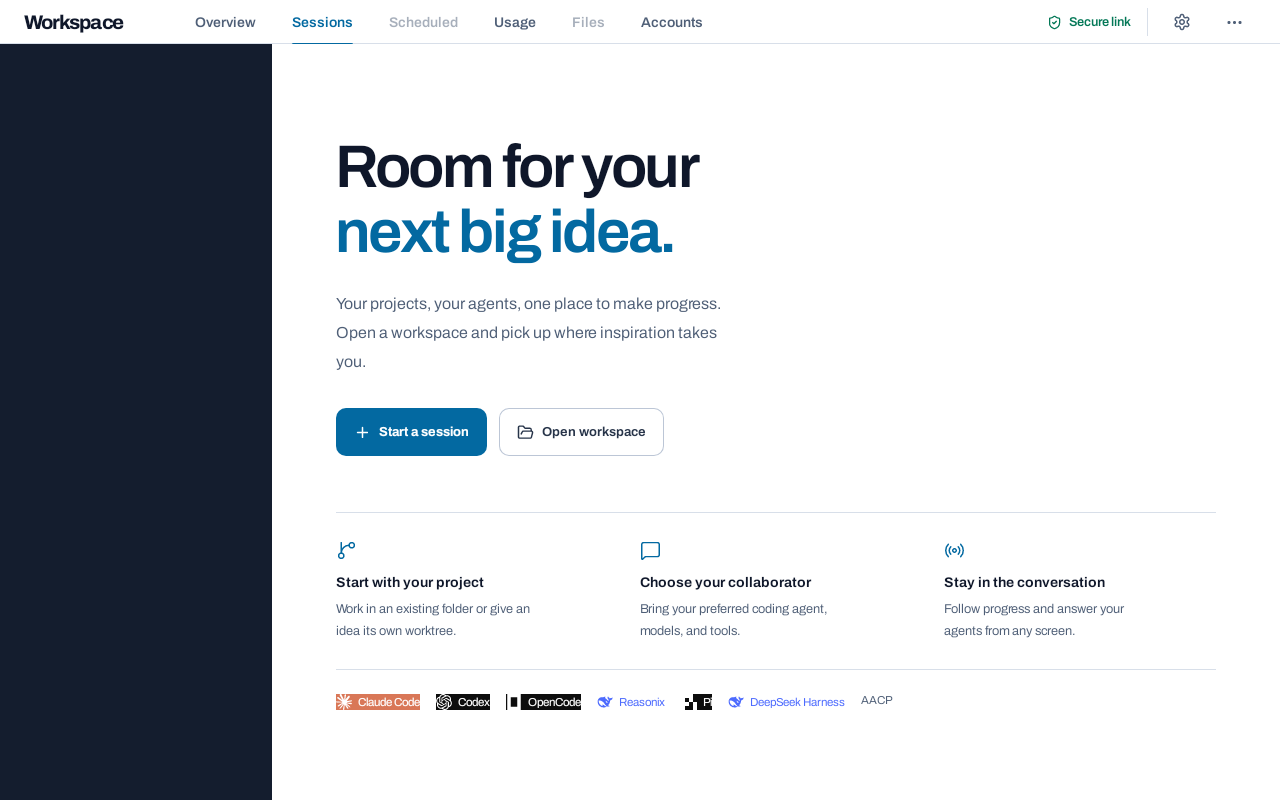 Workspace
Overview
Sessions
Scheduled
Usage
Files
Accounts
Secure link
Room for your
next big idea.
Your projects, your agents, one place to make progress.
Open a workspace and pick up where inspiration takes
you.
Start a session
Open workspace
Start with your project
Work in an existing folder or give an
idea its own worktree.
Choose your collaborator
Bring your preferred coding agent,
models, and tools.
Stay in the conversation
Follow progress and answer your
agents from any screen.
Claude Code
Codex
OpenCode
Reasonix
Pi
DeepSeek Harness
AACP